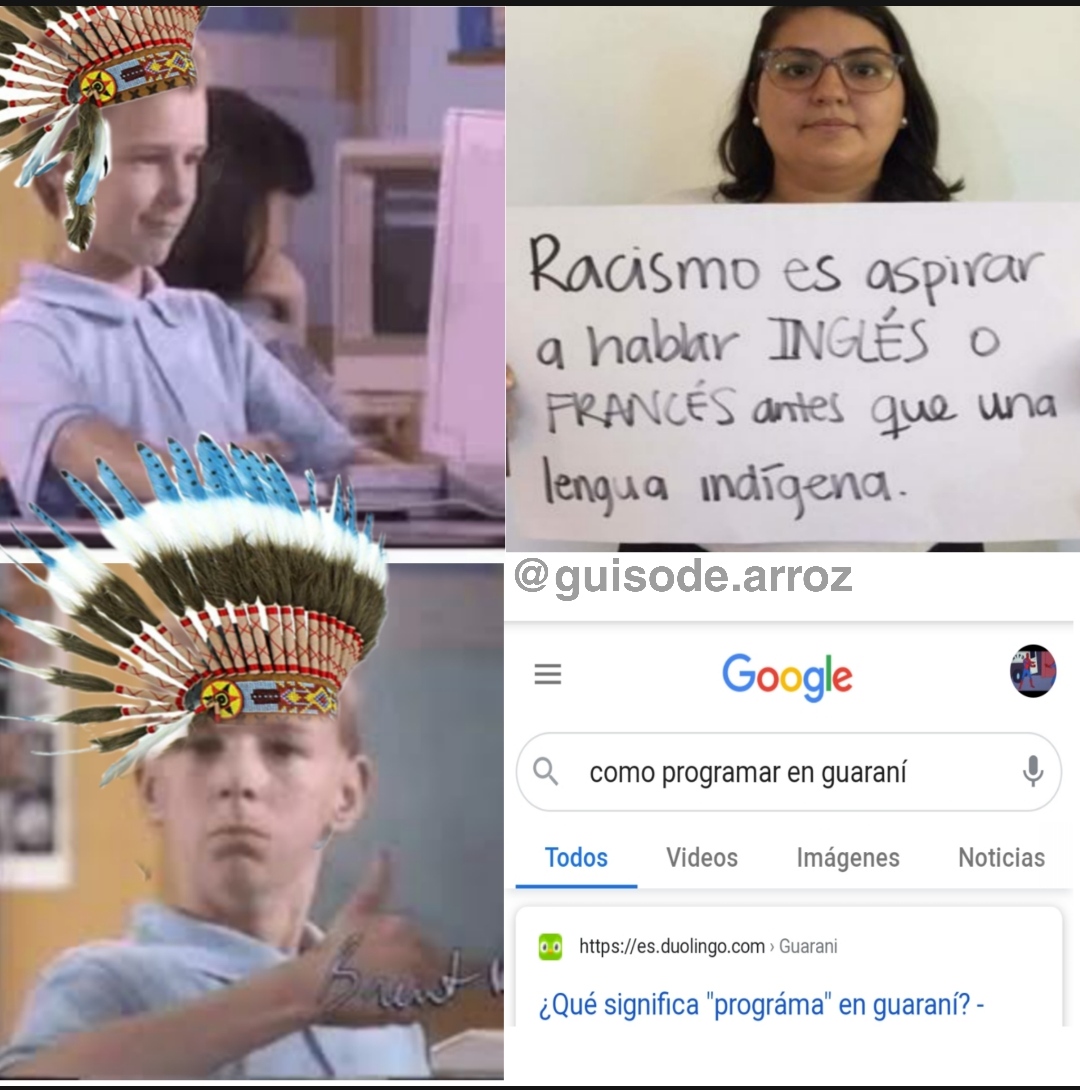 Racismo es aspirar
a hablar INGLÉS o
FRANCÉS antes que una
lengua indígena.
@guisode.arroz
Google
como programar en guaraní
Todos Videos Imágenes Noticias
https://es.duolingo.com › Guarani
¿Qué significa "prográma" en guaraní? -
Brent